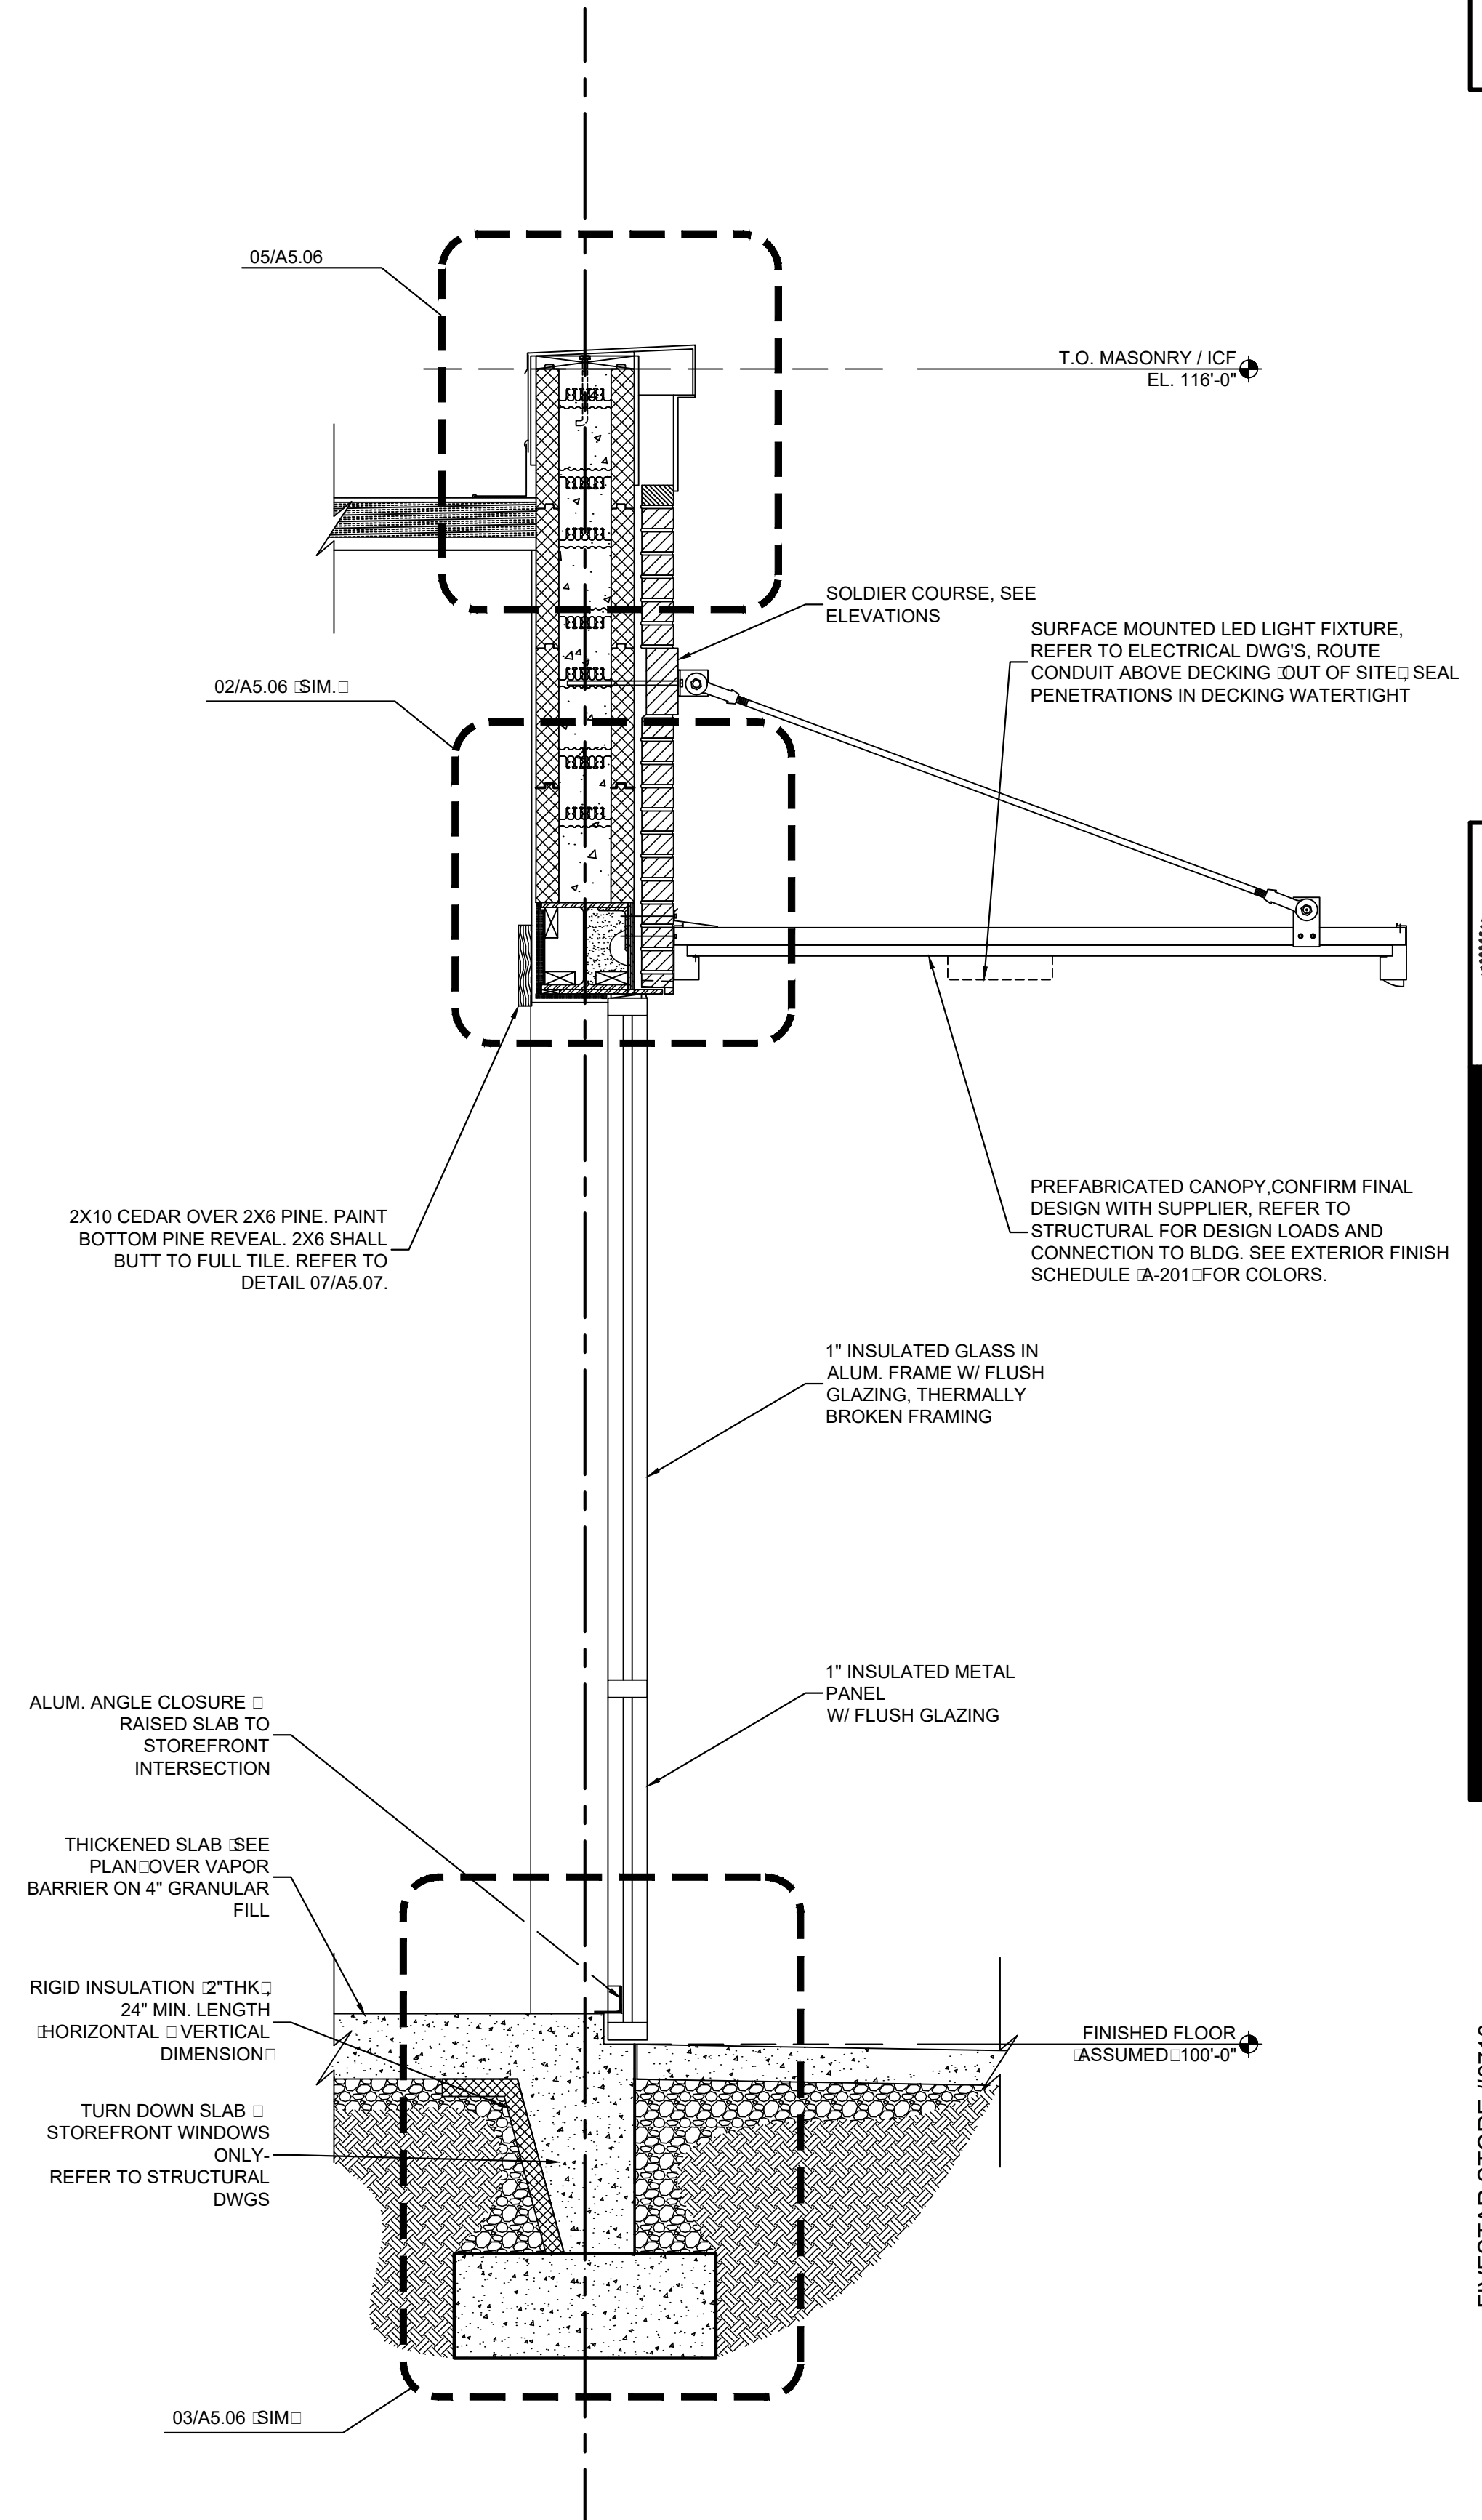 05/A5.06
T.O. MASONRY / ICF
EL. 116'-0"
SOLDIER COURSE, SEE
ELEVATIONS
SURFACE MOUNTED LED LIGHT FIXTURE,
REFER TO ELECTRICAL DWG'S, ROUTE
CONDUIT ABOVE DECKING □OUT OF SITE□, SEAL
PENETRATIONS IN DECKING WATERTIGHT
02/A5.06 □SIM.□
2X10 CEDAR OVER 2X6 PINE. PAINT
BOTTOM PINE REVEAL. 2X6 SHALL
BUTT TO FULL TILE. REFER TO
DETAIL 07/A5.07.
PREFABRICATED CANOPY,CONFIRM FINAL
DESIGN WITH SUPPLIER, REFER TO
STRUCTURAL FOR DESIGN LOADS AND
CONNECTION TO BLDG. SEE EXTERIOR FINISH
SCHEDULE □A-201□ FOR COLORS.
1" INSULATED GLASS IN
ALUM. FRAME W/ FLUSH
GLAZING, THERMALLY
BROKEN FRAMING
1" INSULATED METAL
PANEL
W/ FLUSH GLAZING
ALUM. ANGLE CLOSURE □
RAISED SLAB TO
STOREFRONT
INTERSECTION
THICKENED SLAB □SEE
PLAN□ OVER VAPOR
BARRIER ON 4" GRANULAR
FILL
RIGID INSULATION □2"THK□,
24" MIN. LENGTH
□HORIZONTAL □ VERTICAL
DIMENSION□
TURN DOWN SLAB □
STOREFRONT WINDOWS
ONLY-
REFER TO STRUCTURAL
DWGS
FINISHED FLOOR
□ASSUMED□ 100'-0"
03/A5.06 □SIM□